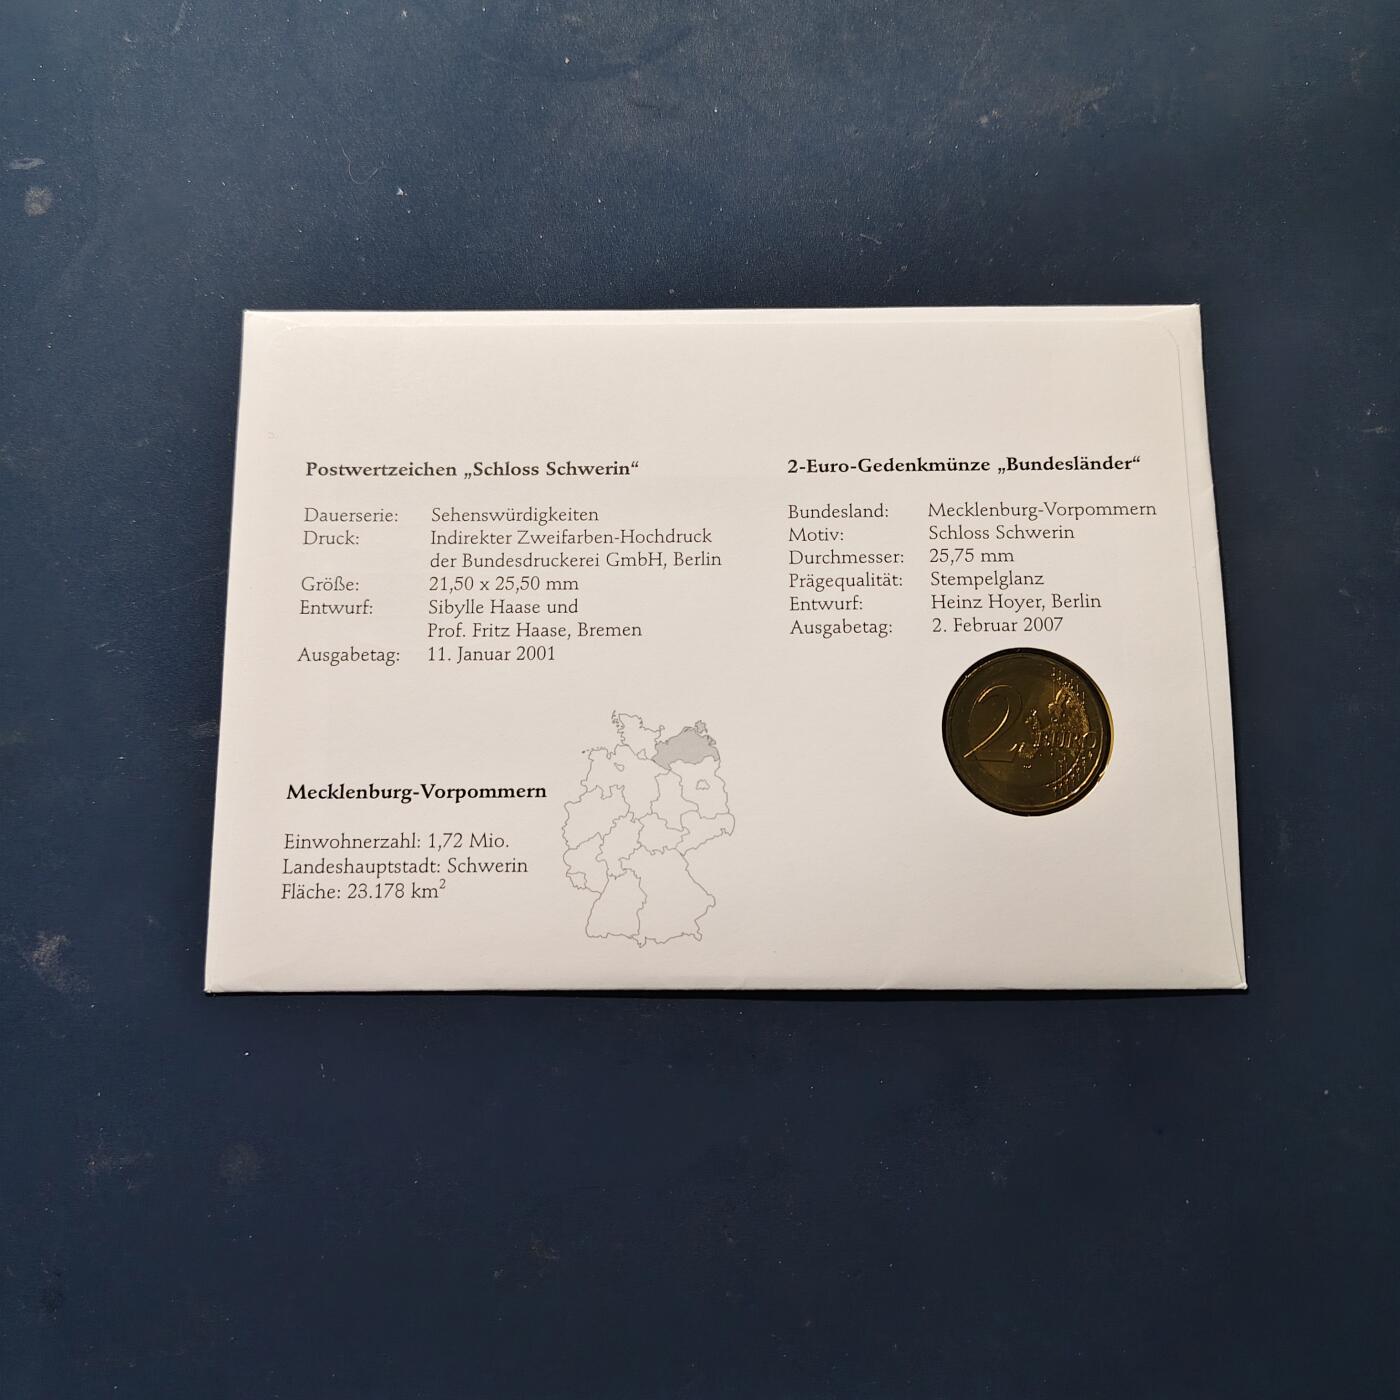 Postwertzeichen „Schloss Schwerin“
Dauerserie: Sehenswürdigkeiten
Druck: Indirekter Zweifarben-Hochdruck
der Bundesdruckerei GmbH, Berlin
Größe: 21,50 x 25,50 mm
Entwurf: Sibylle Haase und
Prof. Fritz Haase, Bremen
Ausgabetag: 11. Januar 2001
2-Euro-Gedenkmünze „Bundesländer“
Bundesland: Mecklenburg-Vorpommern
Motiv: Schloss Schwerin
Durchmesser: 25,75 mm
Prägequalität: Stempelglanz
Entwurf: Heinz Hoyer, Berlin
Ausgabetag: 2. Februar 2007
2 EURO
Mecklenburg-Vorpommern
Einwohnerzahl: 1,72 Mio.
Landeshauptstadt: Schwerin
Fläche: 23.178 km²